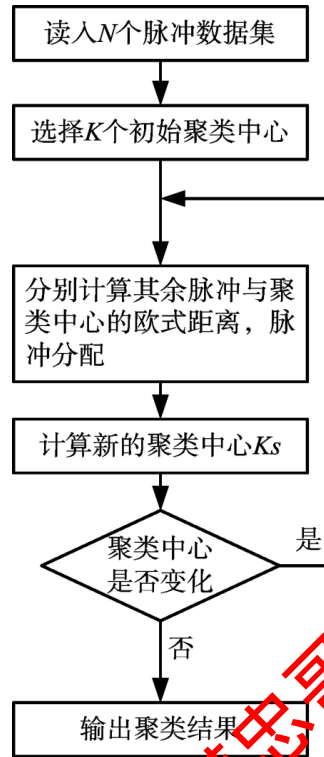 读入N个脉冲数据集
选择K个初始聚类中心
分别计算其余脉冲与聚
类中心的欧式距离，脉
冲分配
计算新的聚类中心Ks
聚类中心
是否变化
是
否
输出聚类结果
忠哥